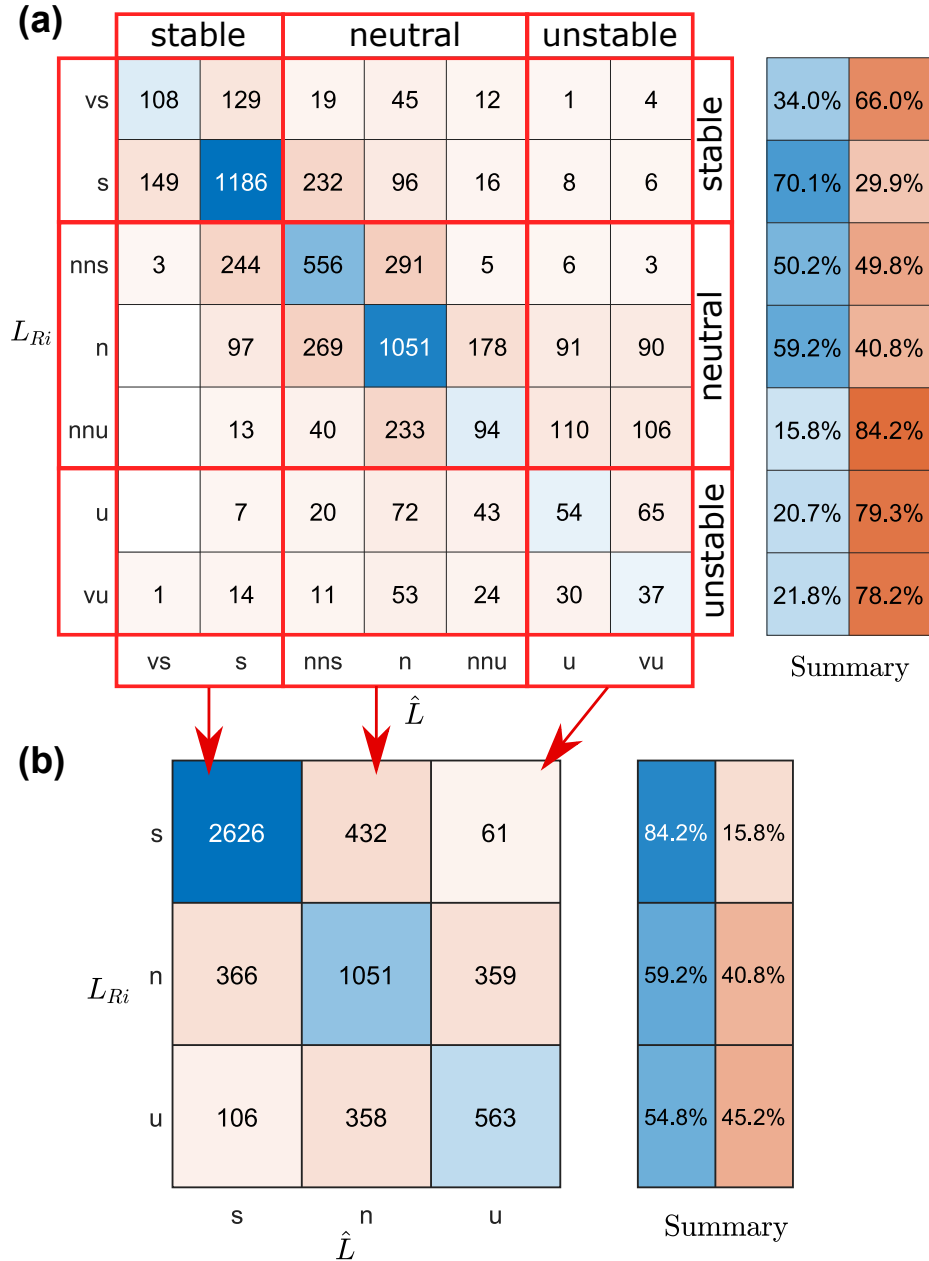 (a)
stable neutral unstable
vs 108 129 19 45 12 1 4 34.0% 66.0%
s 149 1186 232 96 16 8 6 70.1% 29.9%
stable
nns 3 244 556 291 5 6 3 50.2% 49.8%
L_{Ri} n 97 269 1051 178 91 90 59.2% 40.8%
nnu 13 40 233 94 110 106 15.8% 84.2%
neutral
u 7 20 72 43 54 65 20.7% 79.3%
vu 1 14 11 53 24 30 37 21.8% 78.2%
unstable
vs s nns n nnu u vu
Summary
L̂
(b)
s 2626 432 61 84.2% 15.8%
L_{Ri} n 366 1051 359 59.2% 40.8%
u 106 358 563 54.8% 45.2%
s n u
Summary
L̂